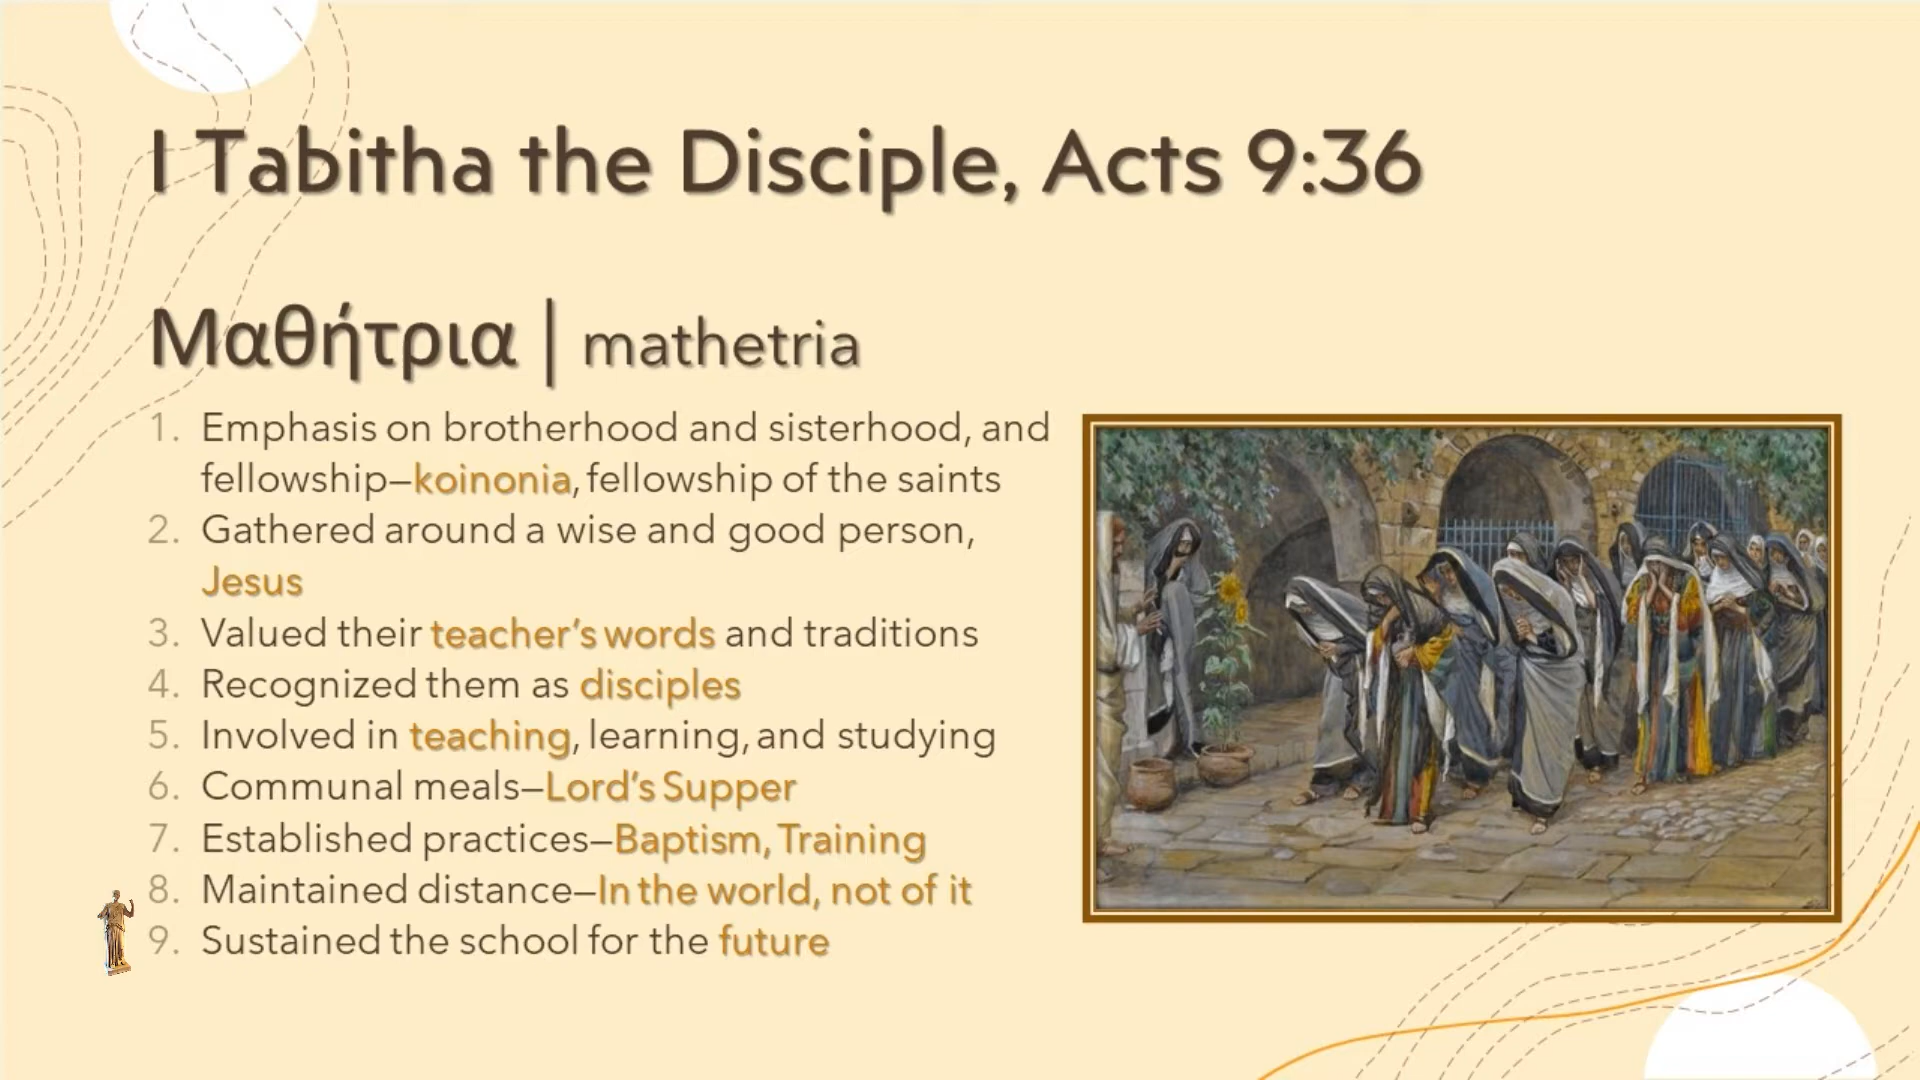 I Tabitha the Disciple, Acts 9:36
Μαθήτρια | mathetria
1. Emphasis on brotherhood and sisterhood, and
fellowship–koinonia, fellowship of the saints
2. Gathered around a wise and good person,
Jesus
3. Valued their teacher’s words and traditions
4. Recognized them as disciples
5. Involved in teaching, learning, and studying
6. Communal meals–Lord’s Supper
7. Established practices–Baptism, Training
8. Maintained distance–In the world, not of it
9. Sustained the school for the future